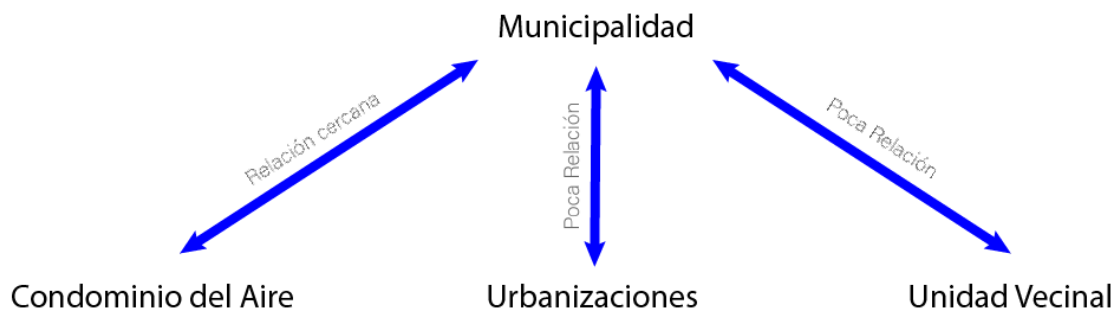 Municipalidad
Relación cercana
Poca Relación
Poca Relación
Condominio del Aire
Urbanizaciones
Unidad Vecinal